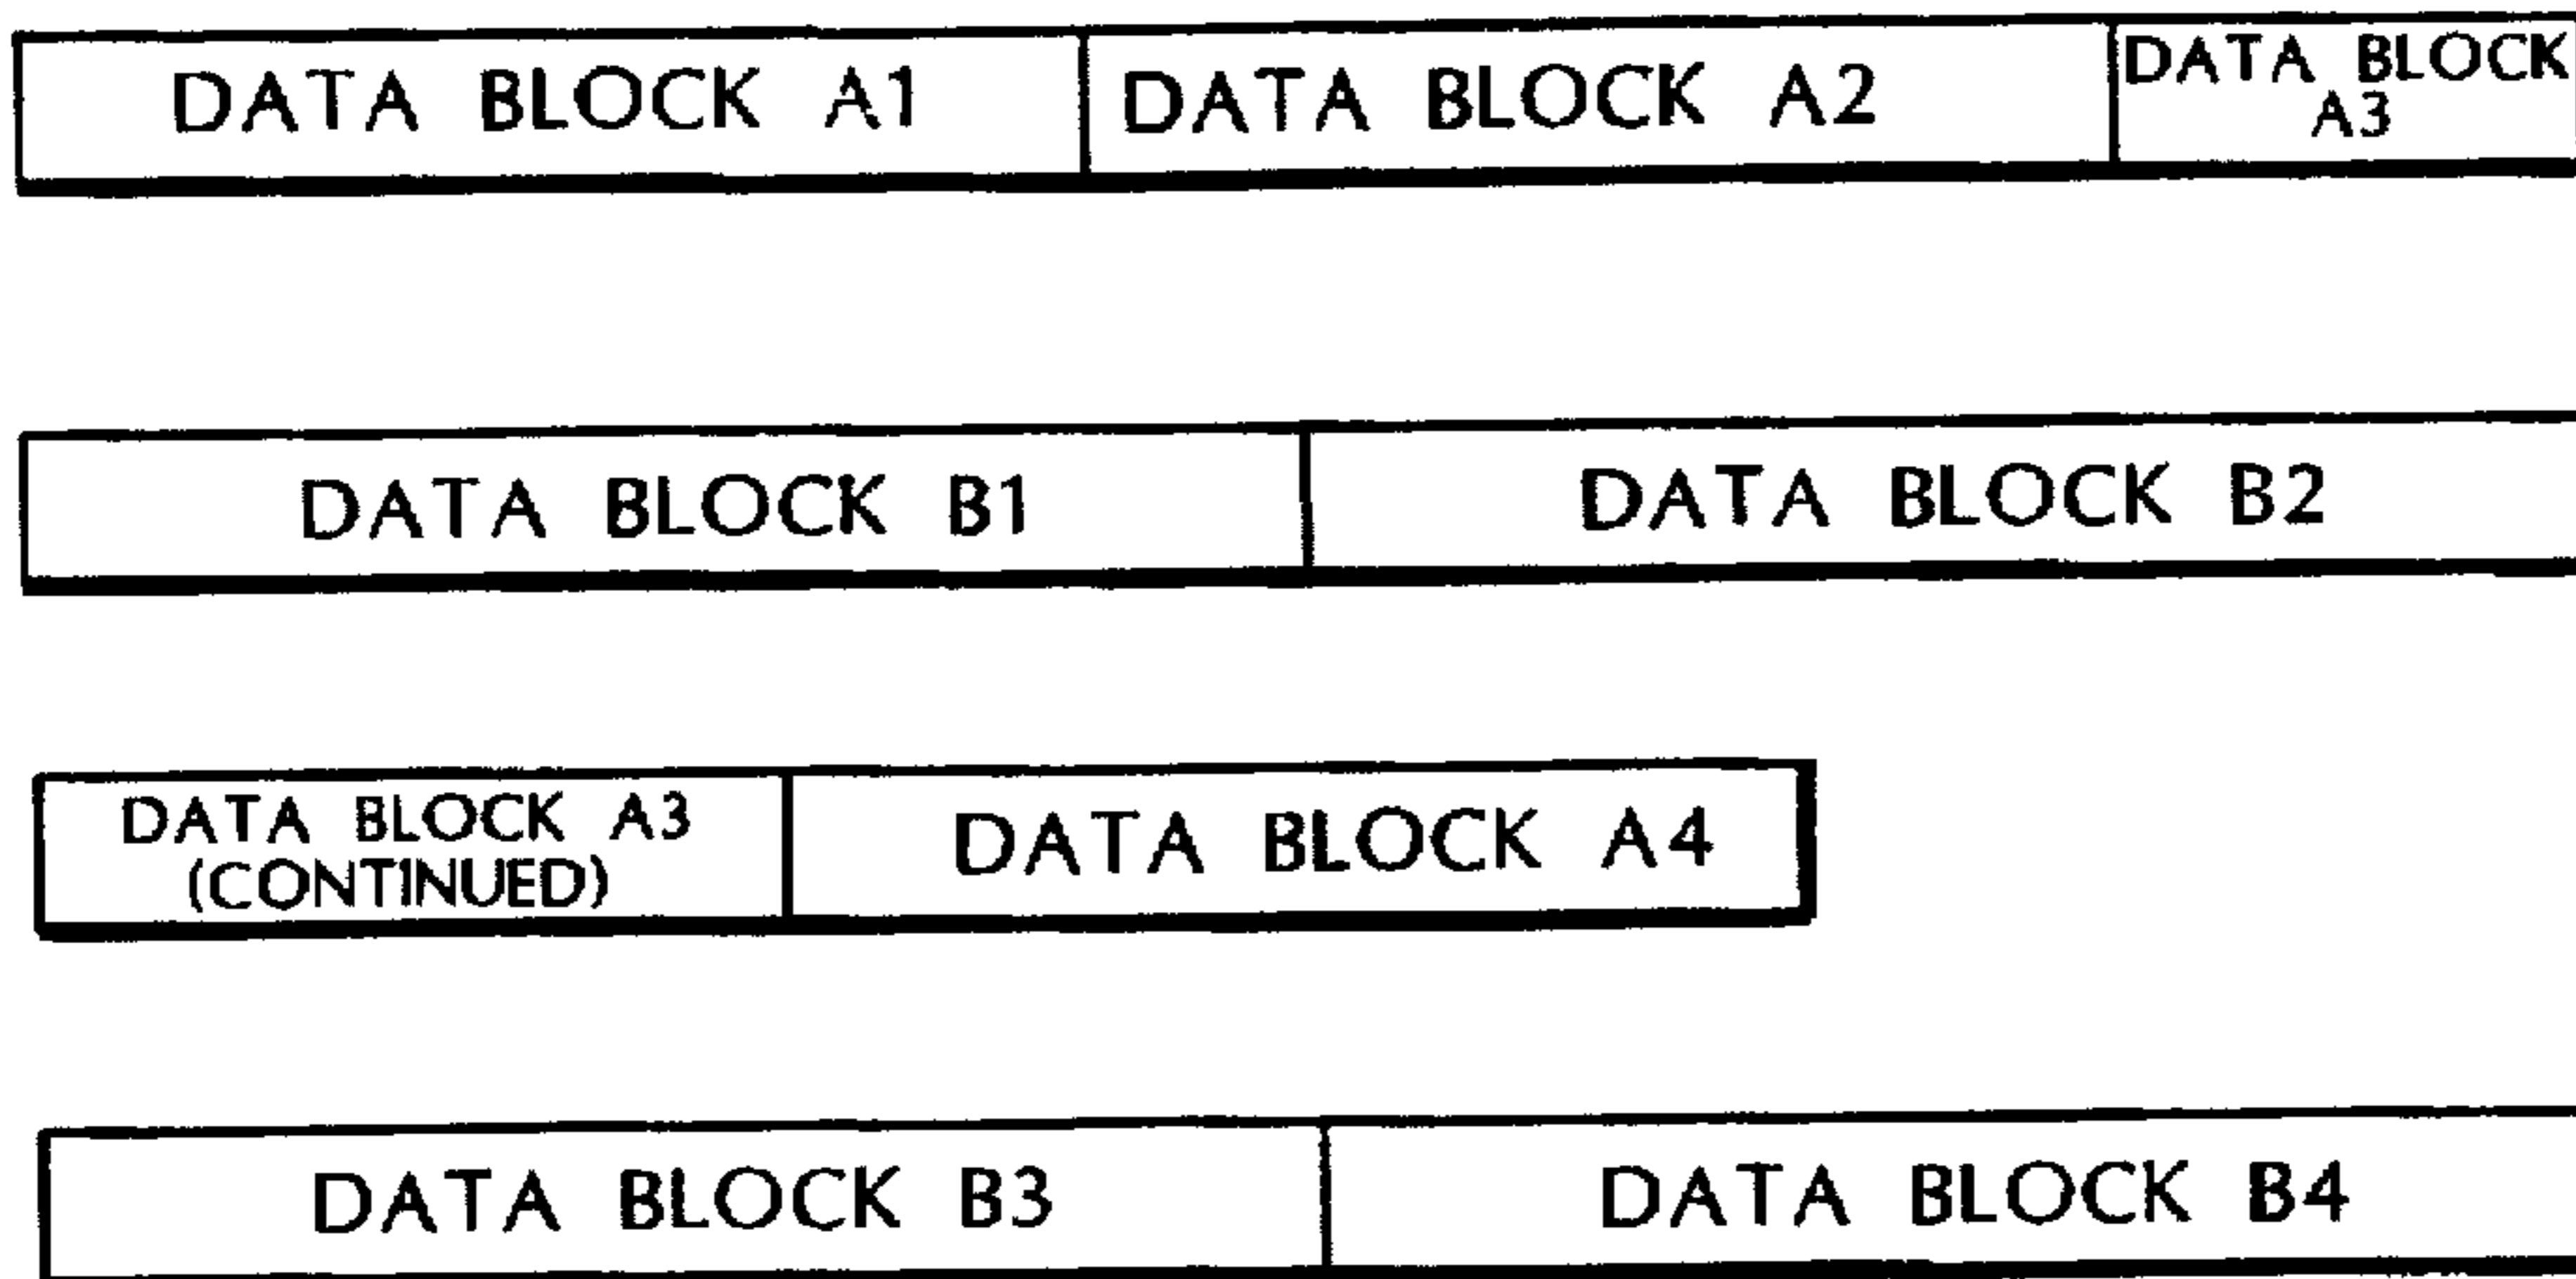 DATA BLOCK A1
DATA BLOCK A2
DATA BLOCK
A3
DATA BLOCK B1
DATA BLOCK B2
DATA BLOCK A3
(CONTINUED)
DATA BLOCK A4
DATA BLOCK B3
DATA BLOCK B4